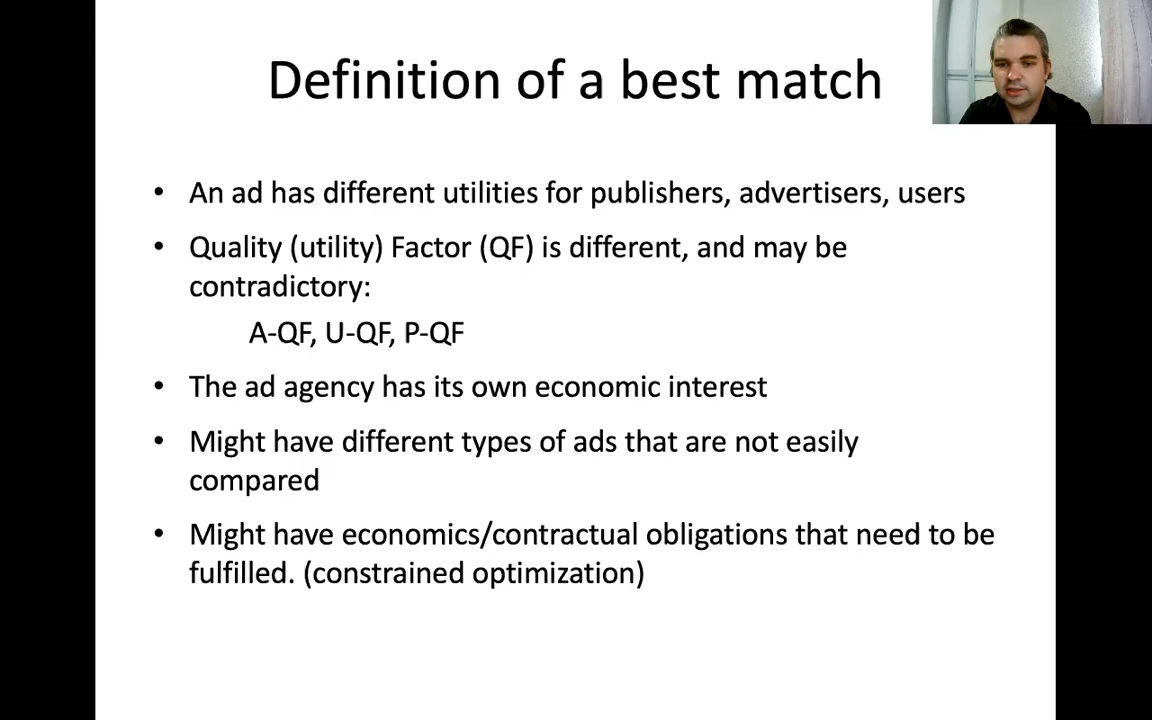 Definition of a best match
• An ad has different utilities for publishers, advertisers, users
• Quality (utility) Factor (QF) is different, and may be
contradictory:
A-QF, U-QF, P-QF
• The ad agency has its own economic interest
• Might have different types of ads that are not easily
compared
• Might have economics/contractual obligations that need to be
fulfilled. (constrained optimization)